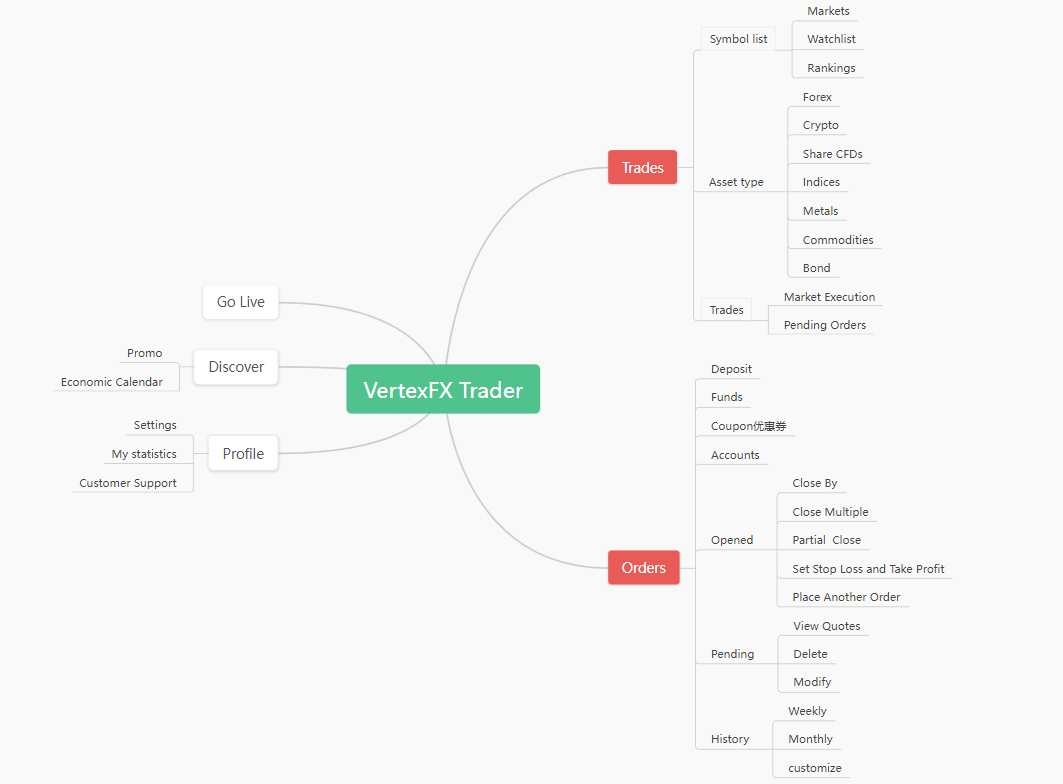 VertexFX Trader
Trades
Symbol list
Markets
Watchlist
Rankings
Asset type
Forex
Crypto
Share CFDs
Indices
Metals
Commodities
Bond
Trades
Market Execution
Pending Orders
Orders
Deposit
Funds
Coupon优惠券
Accounts
Opened
Close By
Close Multiple
Partial  Close
Set Stop Loss and Take Profit
Place Another Order
Pending
View Quotes
Delete
Modify
History
Weekly
Monthly
customize
Go Live
Discover
Promo
Economic Calendar
Profile
Settings
My statistics
Customer Support